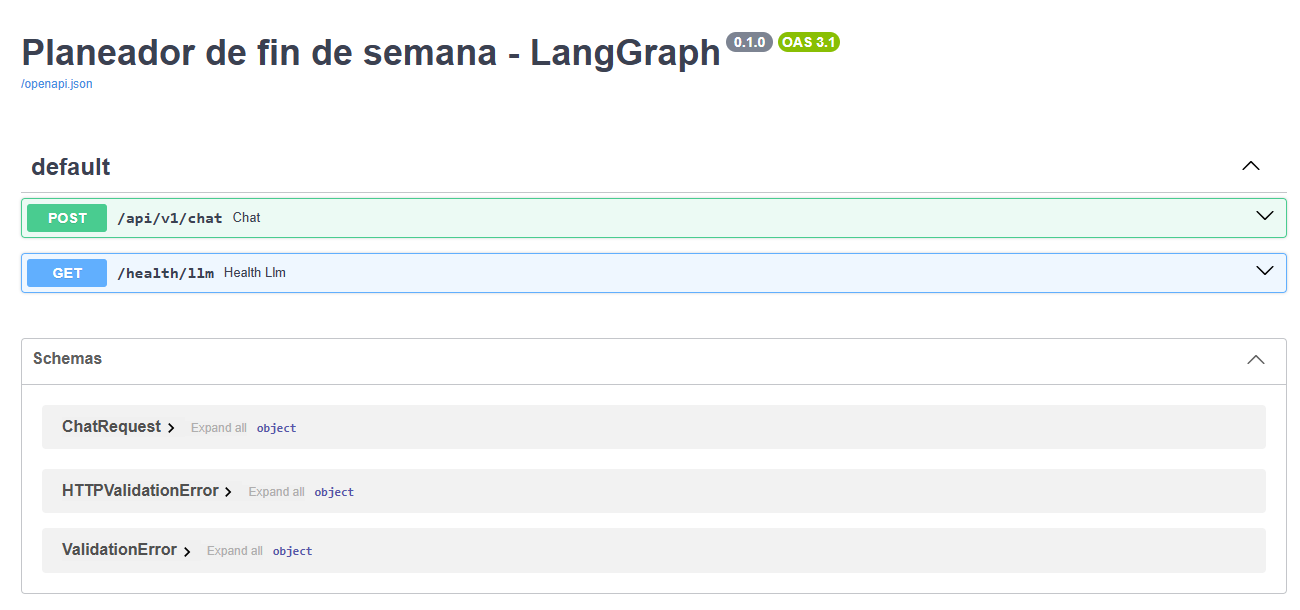 Planeador de fin de semana - LangGraph 0.1.0 OAS 3.1
/openapi.json
default
POST /api/v1/chat Chat
GET /health/llm Health Llm
Schemas
ChatRequest Expand all object
HTTPValidationError Expand all object
ValidationError Expand all object